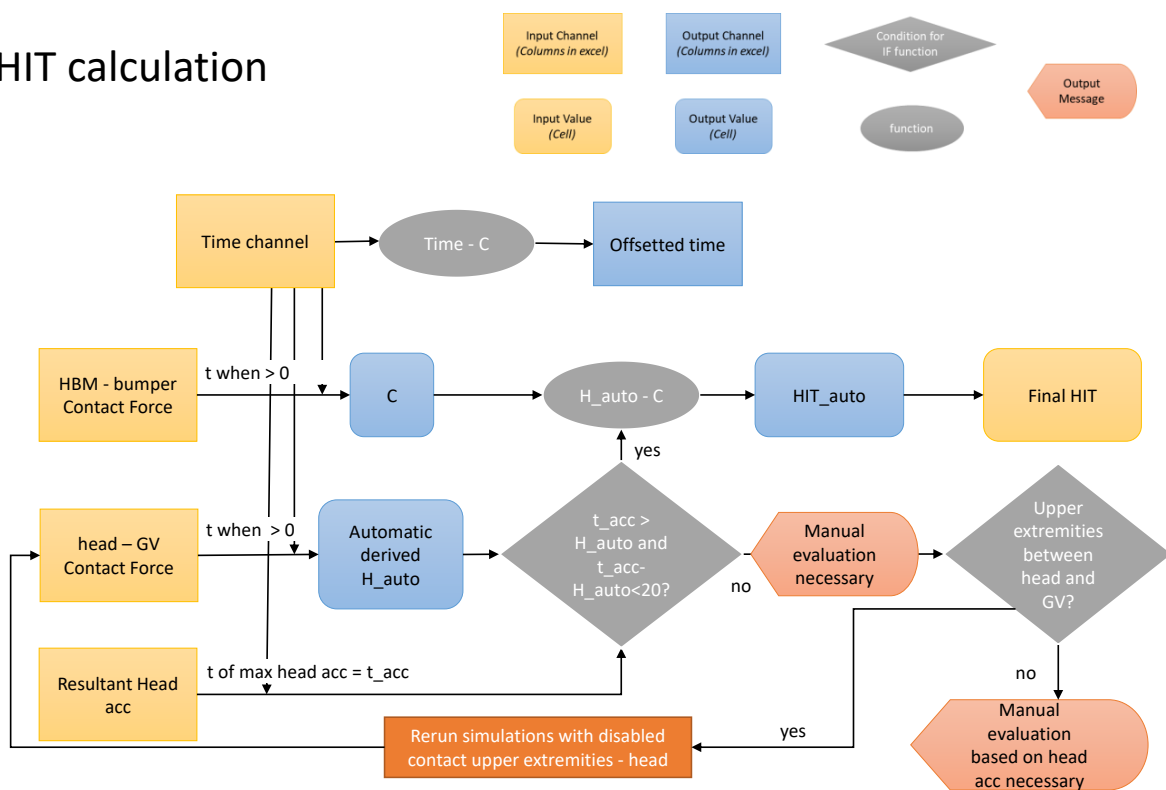 HIT calculation
Input Channel
(Columns in excel)
Output Channel
(Columns in excel)
Condition for
IF function
Output
Message
Input Value
(Cell)
Output Value
(Cell)
function
Time channel
Time - C
Offsetted time
HBM - bumper
Contact Force
t when > 0
C
H_auto - C
HIT_auto
Final HIT
yes
head – GV
Contact Force
t when > 0
Automatic
derived
H_auto
t_acc >
H_auto and
t_acc-
H_auto<20?
no
Manual
evaluation
necessary
Upper
extremities
between
head and
GV?
Resultant Head
acc
t of max head acc = t_acc
no
Manual
evaluation
based on head
acc necessary
yes
Rerun simulations with disabled
contact upper extremities - head